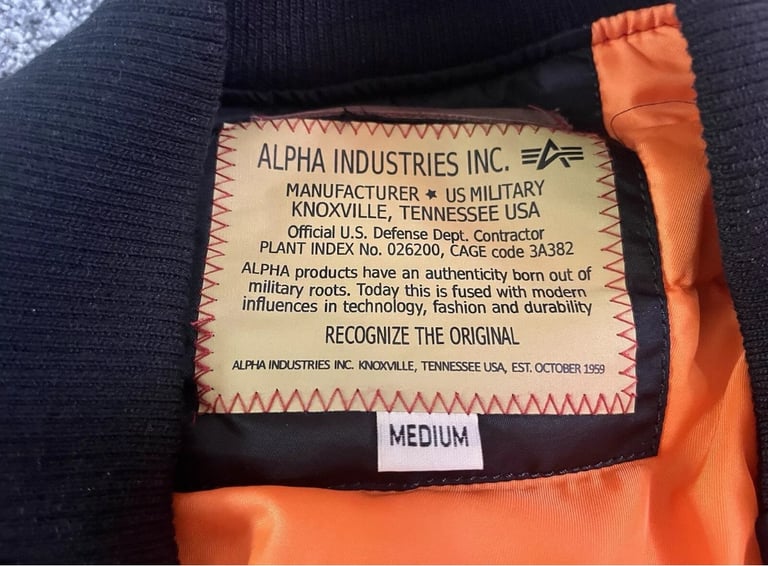 ALPHA INDUSTRIES INC.
MANUFACTURER ★ US MILITARY
KNOXVILLE, TENNESSEE USA
Official U.S. Defense Dept. Contractor
PLANT INDEX No. 026200, CAGE code 3A382
ALPHA products have an authenticity born out of
military roots. Today this is fused with modern
influences in technology, fashion and durability
RECOGNIZE THE ORIGINAL
ALPHA INDUSTRIES INC. KNOXVILLE, TENNESSEE USA, EST. OCTOBER 1959
MEDIUM